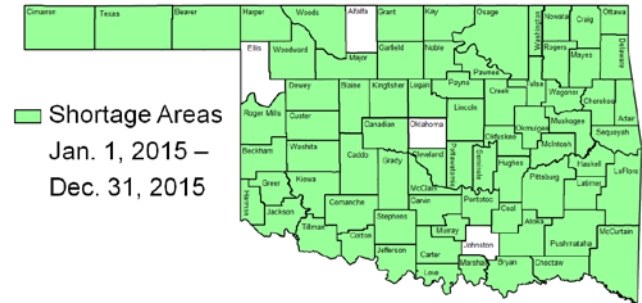 Cimarron
Texas
Beaver
Harper
Woods
Alfalfa
Grant
Kay
Osage
Washington
Nowata
Craig
Ottawa
Ellis
Woodward
Major
Garfield
Noble
Pawnee
Rogers
Mayes
Delaware
Dewey
Blaine
Kingfisher
Logan
Payne
Creek
Tulsa
Wagoner
Cherokee
Adair
Shortage Areas
Jan. 1, 2015 –
Dec. 31, 2015
Roger Mills
Custer
Canadian
Oklahoma
Lincoln
Okfuskee
Okmulgee
Muskogee
Sequoyah
McIntosh
Beckham
Washita
Caddo
Grady
Cleveland
Pottawatomie
Seminole
Hughes
Pittsburg
Haskell
LeFlore
Latimer
Greer
Kiowa
McClain
Harmon
Jackson
Comanche
Garvin
Pontotoc
Coal
Tillman
Cotton
Stephens
Murray
Atoka
Pushmataha
McCurtain
Jefferson
Carter
Johnston
Love
Marshall
Bryan
Choctaw